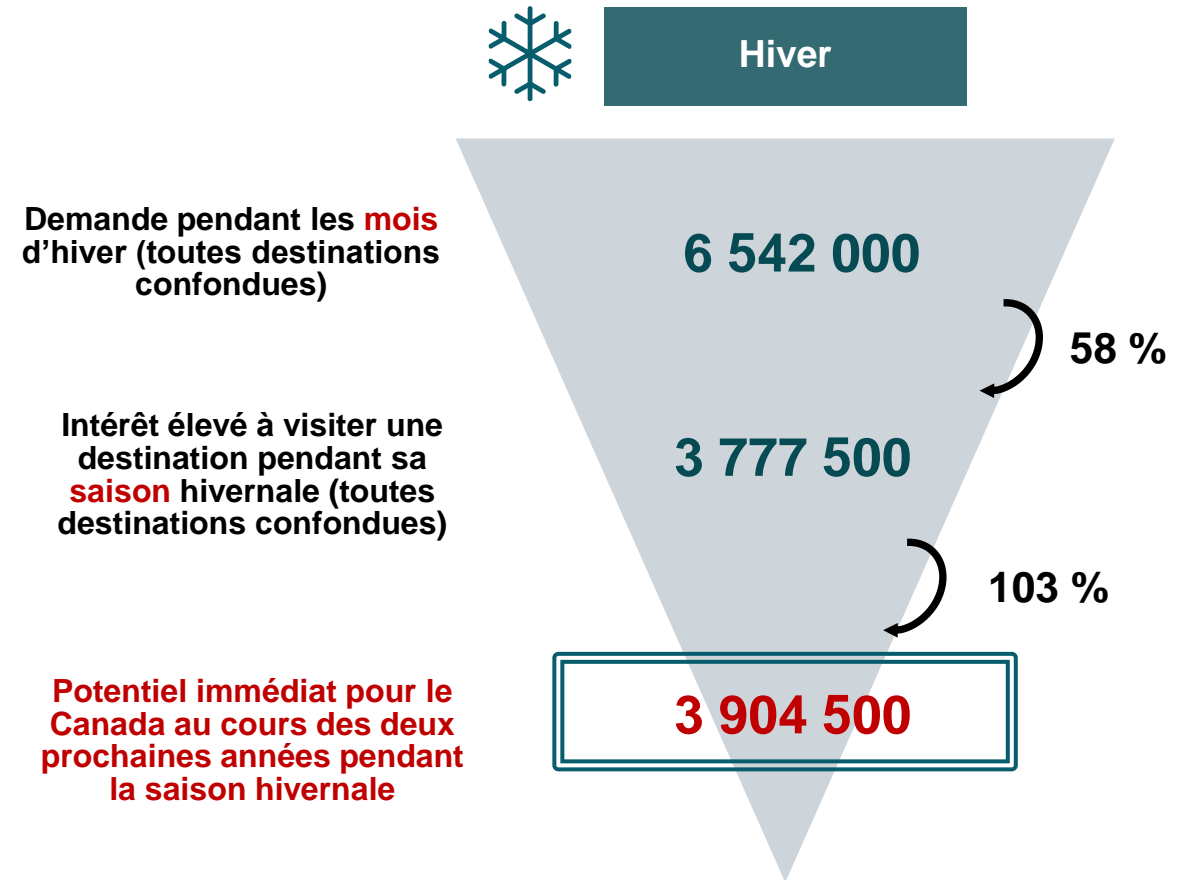 Hiver
Demande pendant les mois
d’hiver (toutes destinations
confondues)
6 542 000
58 %
Intérêt élevé à visiter une
destination pendant sa
saison hivernale (toutes
destinations confondues)
3 777 500
103 %
Potentiel immédiat pour le
Canada au cours des deux
prochaines années pendant
la saison hivernale
3 904 500